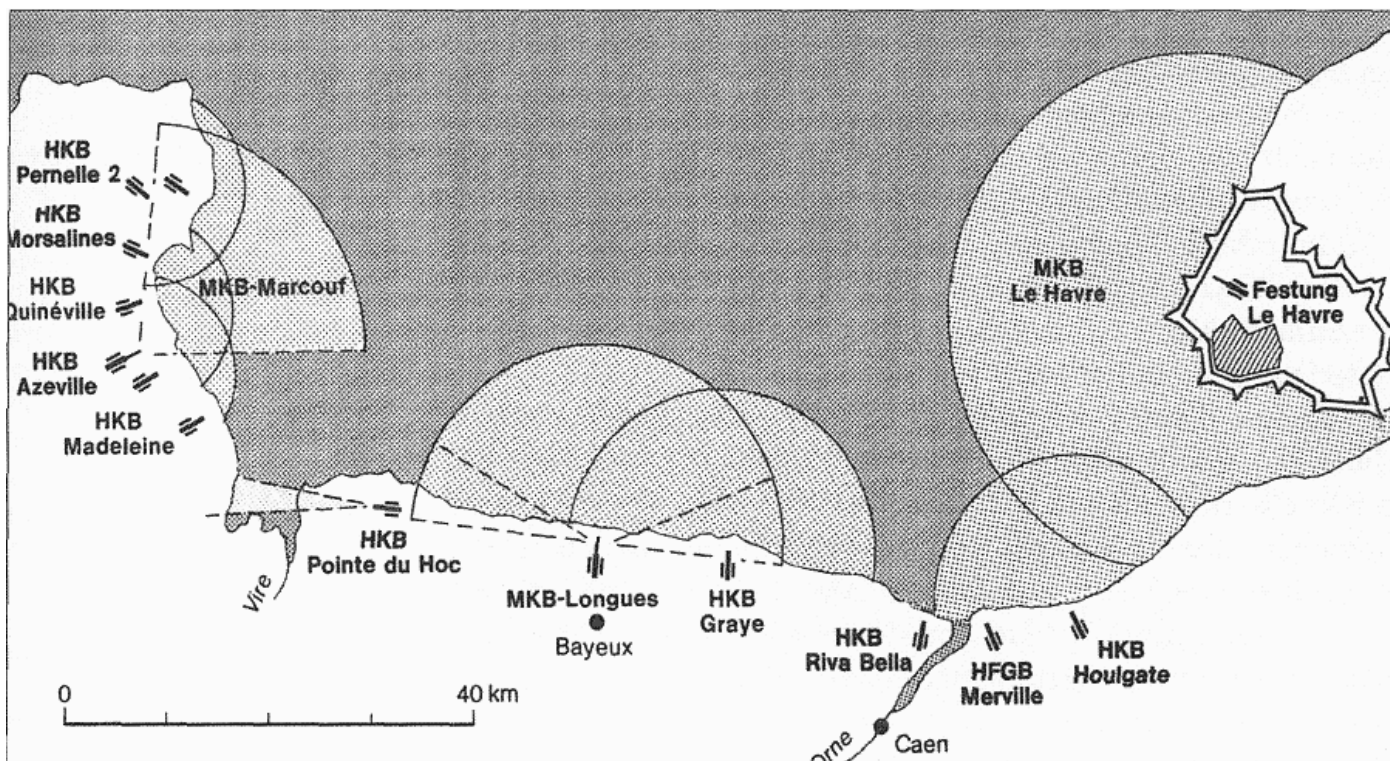 HKB
Pernelle 2
HKB
Morsalines
HKB
Quinéville
HKB
Azeville
HKB
Madeleine
MKB-Marcouf
HKB
Pointe du Hoc
Vire
MKB-Longues
Bayeux
HKB
Graye
MKB
Le Havre
Festung
Le Havre
HKB
Riva Bella
HFGB
Merville
HKB
Houlgate
Orne
Caen
0
40 km